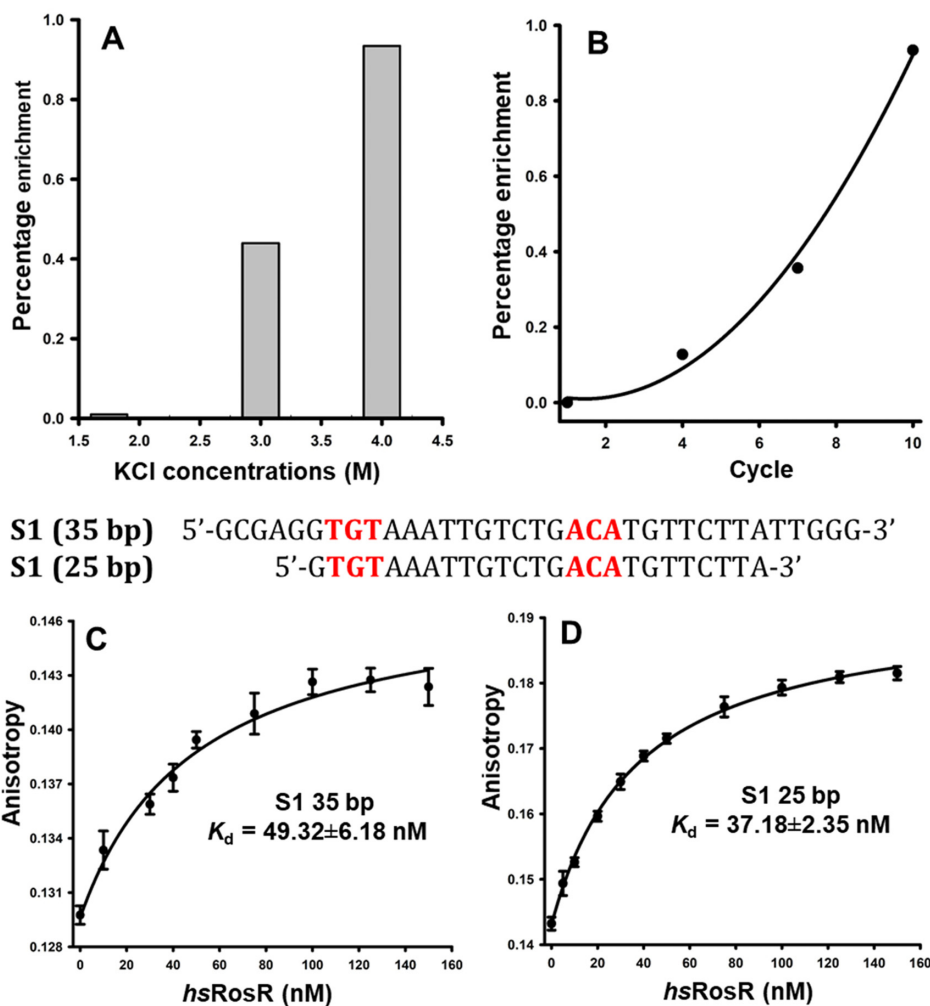 A
Percentage enrichment
1.0
0.8
0.6
0.4
0.2
0.0
1.5 2.0 2.5 3.0 3.5 4.0 4.5
KCl concentrations (M)
B
Percentage enrichment
1.0
0.8
0.6
0.4
0.2
0.0
2 4 6 8 10
Cycle
S1 (35 bp) 5’-GCGAGGTGTAAATTGTCTGACATGTTCTTATTGGG-3’
S1 (25 bp) 5’-GTGTAAATTGTCTGACATGTTCTTA-3’
C
Anisotropy
0.146
0.143
0.140
0.137
0.134
0.131
0.128
S1 35 bp
Kd = 49.32±6.18 nM
0 20 40 60 80 100 120 140 160
hsRosR (nM)
D
Anisotropy
0.19
0.18
0.17
0.16
0.15
0.14
S1 25 bp
Kd = 37.18±2.35 nM
0 20 40 60 80 100 120 140 160
hsRosR (nM)